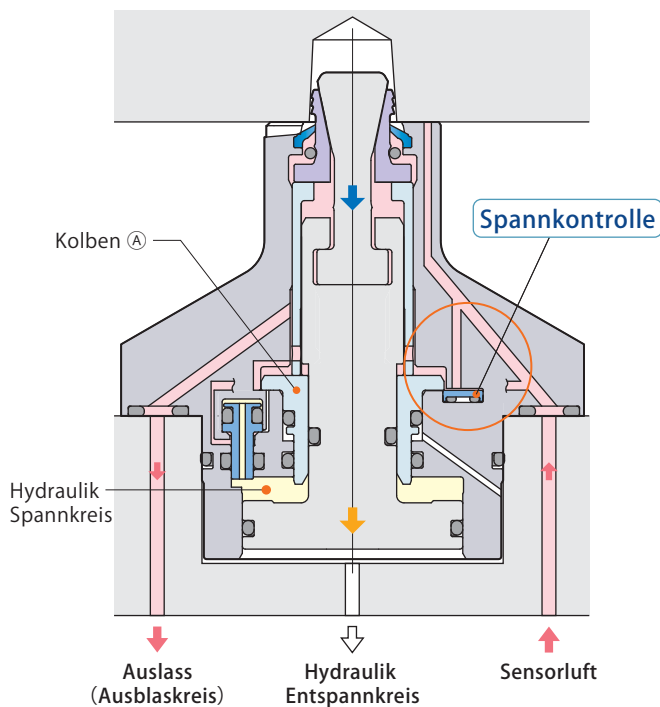 Spannkontrolle
Kolben Ⓐ
Hydraulik
Spannkreis
Auslass
(Ausblaskreis)
Hydraulik
Entspannkreis
Sensorluft